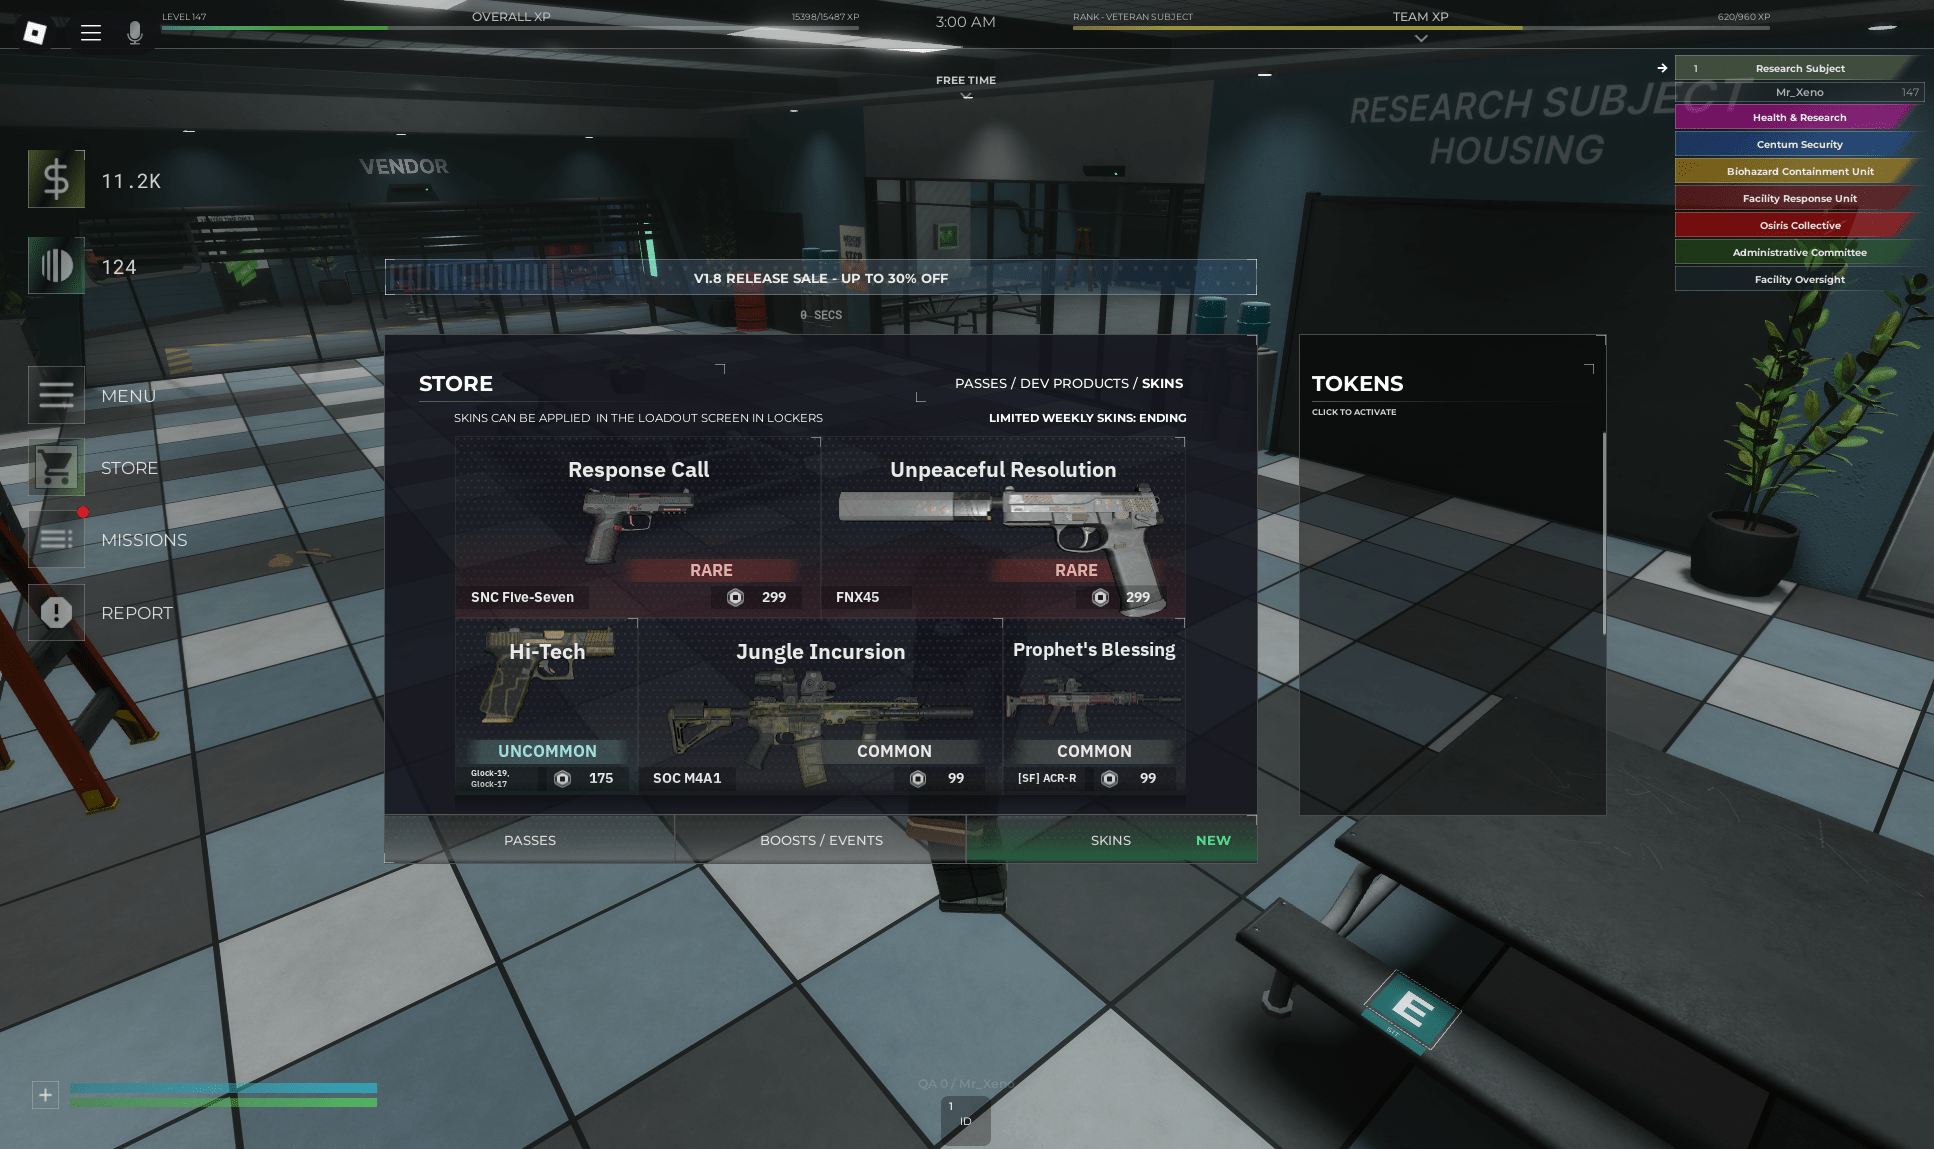 LEVEL 147
OVERALL XP
15398/15487 XP
3:00 AM
RANK - VETERAN SUBJECT
TEAM XP
620/960 XP
FREE TIME
1 Research Subject
Mr_Xeno 147
Health & Research
Centum Security
Biohazard Containment Unit
Facility Response Unit
Osiris Collective
Administrative Committee
Facility Oversight
RESEARCH SUBJECT
HOUSING
VENDOR
$ 11.2K
124
MENU
STORE
MISSIONS
REPORT
V1.8 RELEASE SALE - UP TO 30% OFF
0 SECS
STORE
PASSES / DEV PRODUCTS / SKINS
SKINS CAN BE APPLIED IN THE LOADOUT SCREEN IN LOCKERS
LIMITED WEEKLY SKINS: ENDING
Response Call
RARE
SNC Five-Seven
299
Unpeaceful Resolution
RARE
FNX45
299
Hi-Tech
UNCOMMON
Glock-19,
Glock-17
175
Jungle Incursion
COMMON
SOC M4A1
99
Prophet's Blessing
COMMON
[SF] ACR-R
99
PASSES
BOOSTS / EVENTS
SKINS
NEW
TOKENS
CLICK TO ACTIVATE
E
SIT
QA 0 / Mr_Xeno
1
ID